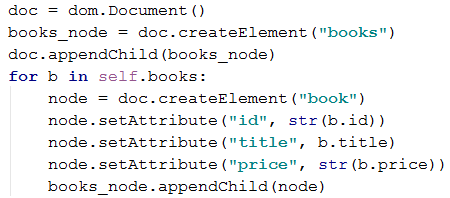 doc = dom.Document()
books_node = doc.createElement("books")
doc.appendChild(books_node)
for b in self.books:
    node = doc.createElement("book")
    node.setAttribute("id", str(b.id))
    node.setAttribute("title", b.title)
    node.setAttribute("price", str(b.price))
    books_node.appendChild(node)